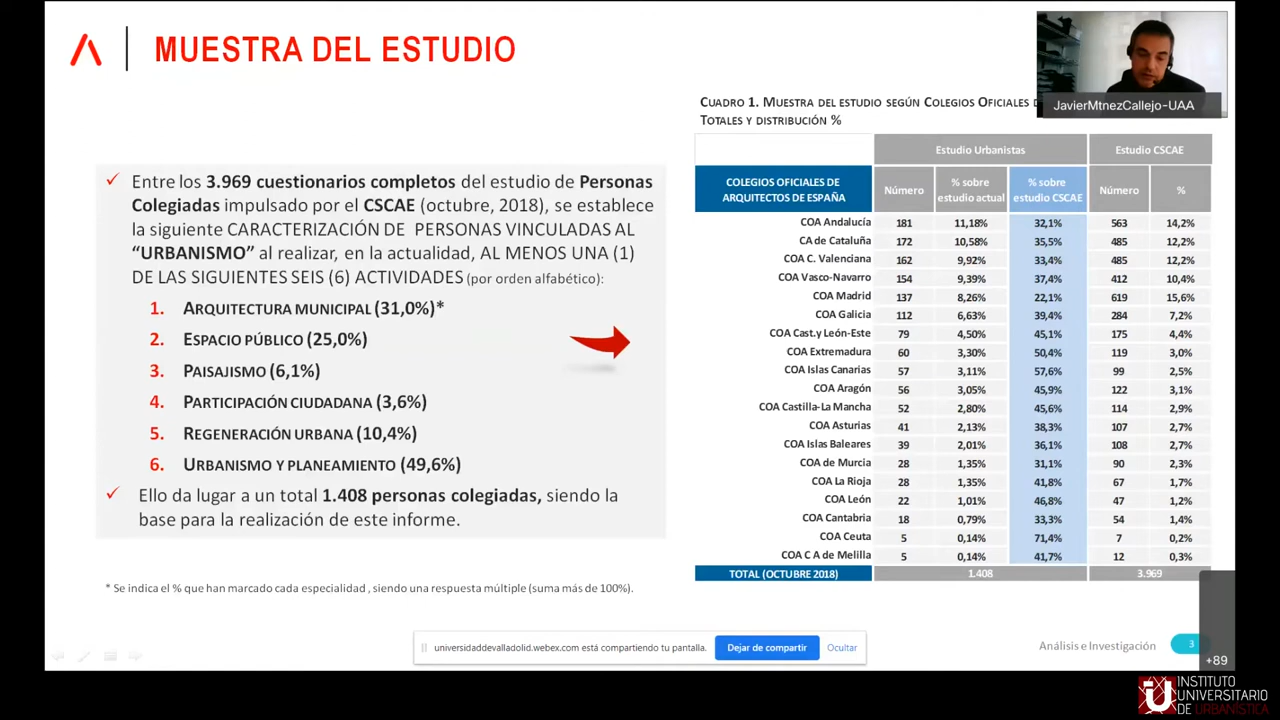 MUESTRA DEL ESTUDIO
JavierMtnezCallejo-UAA
CUADRO 1. MUESTRA DEL ESTUDIO SEGÚN COLEGIOS OFICIALES
TOTALES Y DISTRIBUCIÓN %
Entre los 3.969 cuestionarios completos del estudio de Personas
Colegiadas impulsado por el CSCAE (octubre, 2018), se establece
la siguiente CARACTERIZACIÓN DE PERSONAS VINCULADAS AL
“URBANISMO” al realizar, en la actualidad, AL MENOS UNA (1)
DE LAS SIGUIENTES SEIS (6) ACTIVIDADES (por orden alfabético):
1. ARQUITECTURA MUNICIPAL (31,0%)*
2. ESPACIO PÚBLICO (25,0%)
3. PAISAJISMO (6,1%)
4. PARTICIPACIÓN CIUDADANA (3,6%)
5. REGENERACIÓN URBANA (10,4%)
6. URBANISMO Y PLANEAMIENTO (49,6%)
Ello da lugar a un total 1.408 personas colegiadas, siendo la
base para la realización de este informe.
* Se indica el % que han marcado cada especialidad , siendo una respuesta múltiple (suma más de 100%).
Estudio Urbanistas Estudio CSCAE
COLEGIOS OFICIALES DE ARQUITECTOS DE ESPAÑA Número % sobre estudio actual % sobre estudio CSCAE Número %
COA Andalucía 181 11,18% 32,1% 563 14,2%
CA de Cataluña 172 10,58% 35,5% 485 12,2%
COA C. Valenciana 162 9,92% 33,4% 485 12,2%
COA Vasco-Navarro 154 9,39% 37,4% 412 10,4%
COA Madrid 137 8,26% 22,1% 619 15,6%
COA Galicia 112 6,63% 39,4% 284 7,2%
COA Cast.y León-Este 79 4,50% 45,1% 175 4,4%
COA Extremadura 60 3,30% 50,4% 119 3,0%
COA Islas Canarias 57 3,11% 57,6% 99 2,5%
COA Aragón 56 3,05% 45,9% 122 3,1%
COA Castilla-La Mancha 52 2,80% 45,6% 114 2,9%
COA Asturias 41 2,13% 38,3% 107 2,7%
COA Islas Baleares 39 2,01% 36,1% 108 2,7%
COA de Murcia 28 1,35% 31,1% 90 2,3%
COA La Rioja 28 1,35% 41,8% 67 1,7%
COA León 22 1,01% 46,8% 47 1,2%
COA Cantabria 18 0,79% 33,3% 54 1,4%
COA Ceuta 5 0,14% 71,4% 7 0,2%
COA C A de Melilla 5 0,14% 41,7% 12 0,3%
TOTAL (OCTUBRE 2018) 1.408 3.969
universidaddevalladolid.webex.com está compartiendo tu pantalla. Dejar de compartir Ocultar
Análisis e Investigación 3
+89
INSTITUTO
UNIVERSITARIO
DE URBANÍSTICA